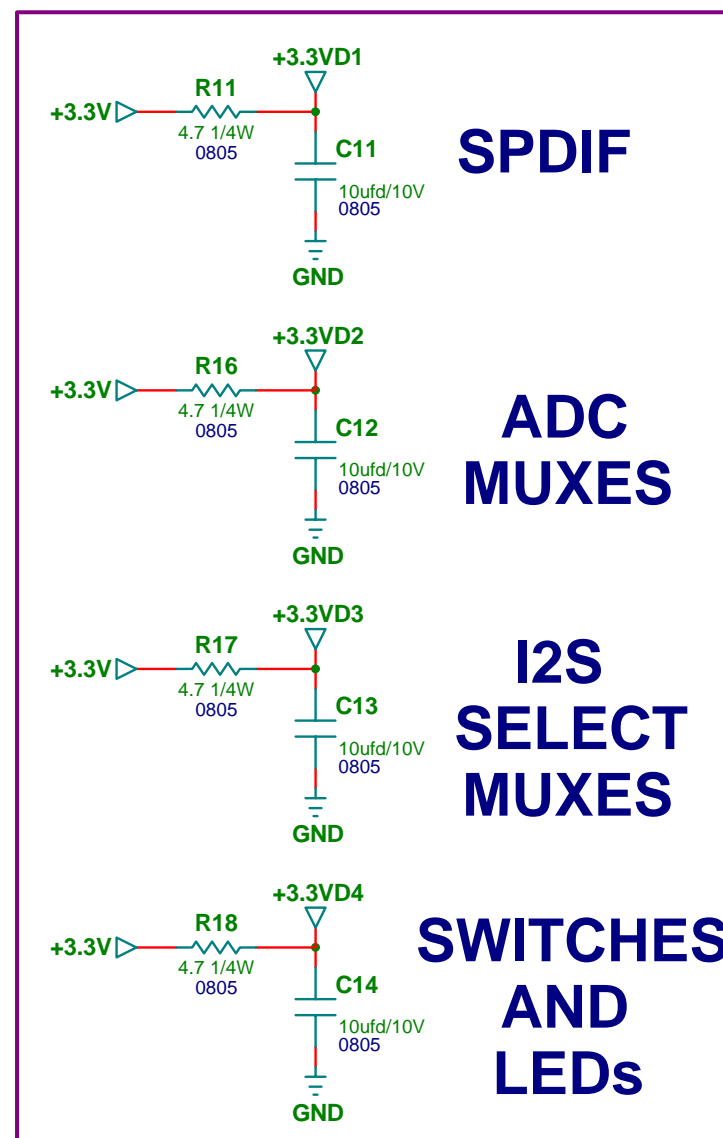 +3.3VD1
R11
+3.3V
4.7 1/4W
0805
C11
10ufd/10V
0805
GND
SPDIF
+3.3VD2
R16
+3.3V
4.7 1/4W
0805
C12
10ufd/10V
0805
GND
ADC
MUXES
+3.3VD3
R17
+3.3V
4.7 1/4W
0805
C13
10ufd/10V
0805
GND
I2S
SELECT
MUXES
+3.3VD4
R18
+3.3V
4.7 1/4W
0805
C14
10ufd/10V
0805
GND
SWITCHES
AND
LEDs